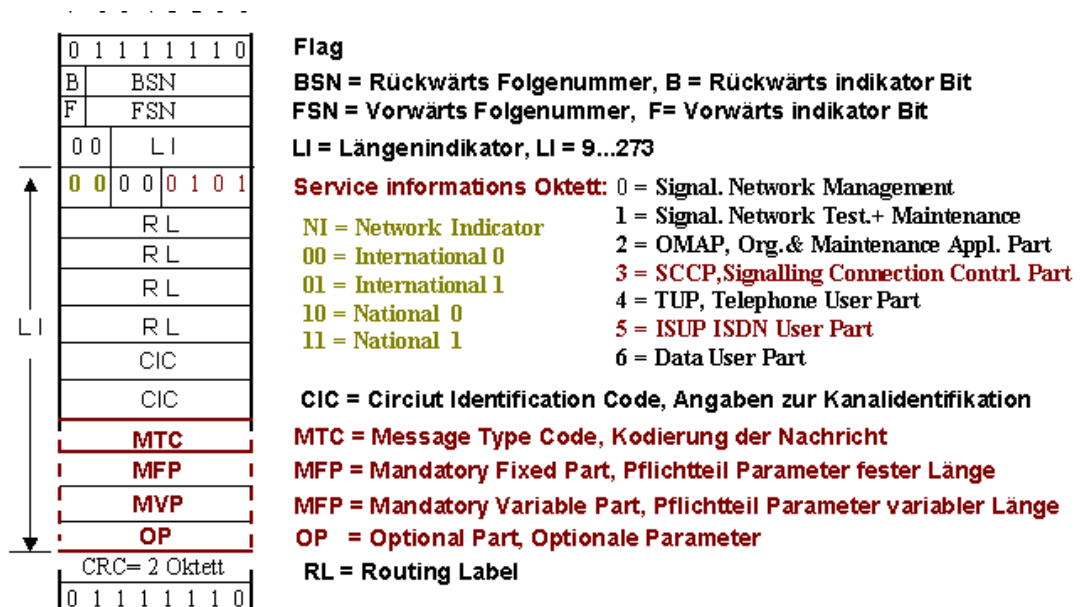 0 1 1 1 1 1 1 0 Flag
B BSN BSN = Rückwärts Folgenummer, B = Rückwärts indikator Bit
F FSN FSN = Vorwärts Folgenummer, F= Vorwärts indikator Bit
0 0 L I LI = Längenindikator, LI = 9...273
0 0 0 0 0 1 0 1 Service informations Oktett: 0 = Signal. Network Management
1 = Signal. Network Test.+ Maintenance
R L NI = Network Indicator
2 = OMAP, Org.& Maintenance Appl. Part
R L 00 = International 0
3 = SCCP,Signalling Connection Contrl. Part
R L 01 = International 1
4 = TUP, Telephone User Part
10 = National 0
L I R L 5 = ISUP ISDN User Part
11 = National 1
CIC 6 = Data User Part
CIC CIC = Circiut Identification Code, Angaben zur Kanalidentifikation
MTC MTC = Message Type Code, Kodierung der Nachricht
MFP MFP = Mandatory Fixed Part, Pflichtteil Parameter fester Länge
MVP MFP = Mandatory Variable Part, Pflichtteil Parameter variabler Länge
OP OP = Optional Part, Optionale Parameter
CRC= 2 Oktett RL = Routing Label
0 1 1 1 1 1 1 0